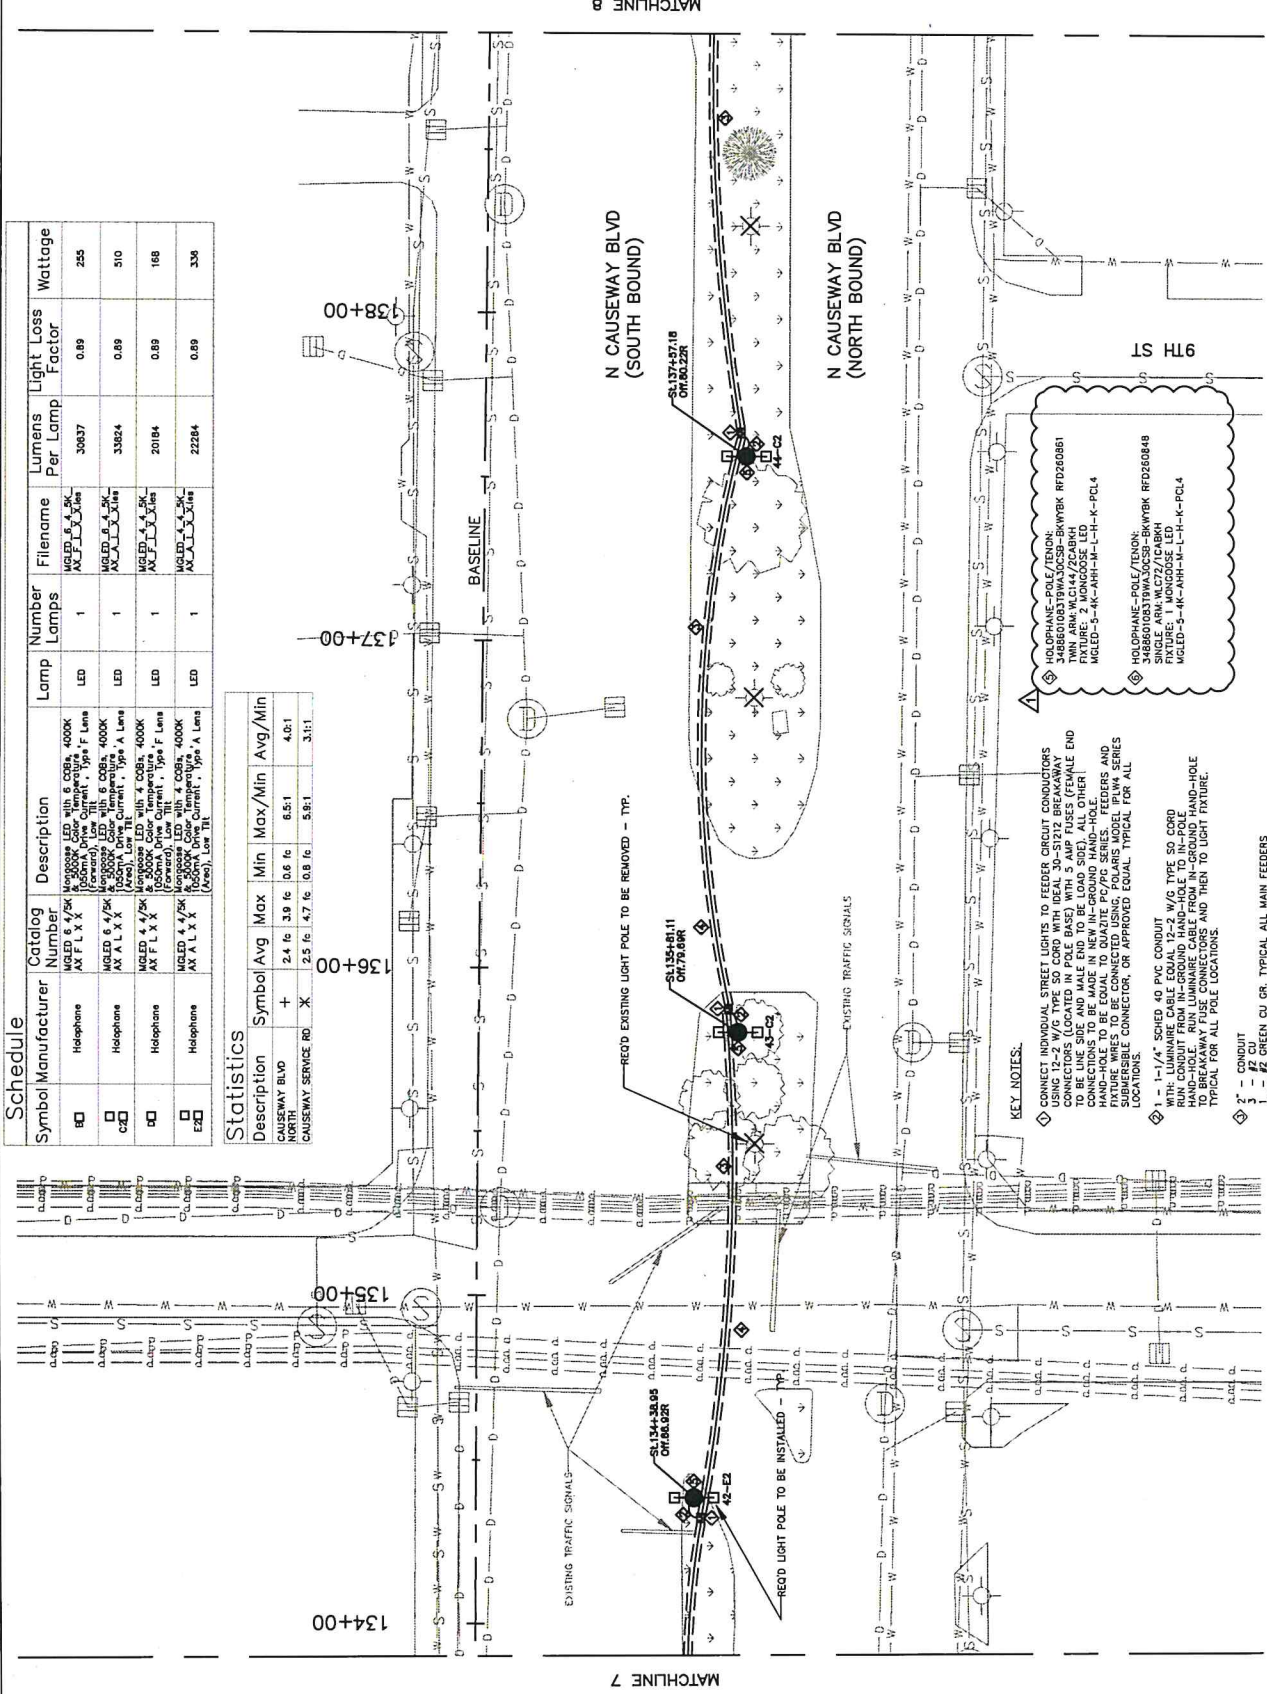 Schedule
Symbol Manufacturer Catalog Number Description Lamp Number Lamps Filename Lumens Per Lamp Light Loss Factor Wattage
B Holophane MGLED 6 4/5K AX F L X X Mongoose LED with 6 COBs, 4000K & 5000K Color Temperature, 1050mA Drive Current, Type F Lens (Forward), Low Tilt LED 1 MGLED_6_4_5K_AX_F_L_X_X.ies 30837 0.89 255
C2 Holophane MGLED 6 4/5K AX A L X X Mongoose LED with 6 COBs, 4000K & 5000K Color Temperature, 1050mA Drive Current, Type A Lens (Area), Low Tilt LED 1 MGLED_6_4_5K_AX_A_L_X_X.ies 33824 0.89 510
D Holophane MGLED 4 4/5K AX F L X X Mongoose LED with 4 COBs, 4000K & 5000K Color Temperature, 1050mA Drive Current, Type F Lens (Forward), Low Tilt LED 1 MGLED_4_4_5K_AX_F_L_X_X.ies 20184 0.89 168
E2 Holophane MGLED 4 4/5K AX A L X X Mongoose LED with 4 COBs, 4000K & 5000K Color Temperature, 1050mA Drive Current, Type A Lens (Area), Low Tilt LED 1 MGLED_4_4_5K_AX_A_L_X_X.ies 22284 0.89 336
Statistics
Description Symbol Avg Max Min Max/Min Avg/Min
CAUSEWAY BLVD NORTH + 2.4 fc 3.9 fc 0.6 fc 6.5:1 4.0:1
CAUSEWAY SERVICE RD X 2.5 fc 4.7 fc 0.8 fc 5.9:1 3.1:1
134+00
135+00
136+00
137+00
138+00
BASELINE
N CAUSEWAY BLVD
(SOUTH BOUND)
N CAUSEWAY BLVD
(NORTH BOUND)
9TH ST
MATCHLINE 7
MATCHLINE 8
St.134+38.95
Off.66.92R
42-E2
St.135+81.11
Off.79.69R
43-C2
St.137+57.18
Off.80.22R
44-C2
EXISTING TRAFFIC SIGNALS
REQ'D EXISTING LIGHT POLE TO BE REMOVED - TYP.
EXISTING TRAFFIC SIGNALS
REQ'D LIGHT POLE TO BE INSTALLED - TYP.
KEY NOTES:
1 CONNECT INDIVIDUAL STREET LIGHTS TO FEEDER CIRCUIT CONDUCTORS
USING 12-2 W/G TYPE SO CORD WITH IDEAL 30-S1212 BREAKAWAY
CONNECTORS (LOCATED IN POLE BASE) WITH 5 AMP FUSES (FEMALE END
TO BE LINE SIDE AND MALE END TO BE LOAD SIDE). ALL OTHER
CONNECTIONS TO BE MADE IN NEW IN-GROUND HAND-HOLE.
HAND-HOLE TO BE EQUAL TO QUAZITE PC/PG SERIES. FEEDERS AND
FIXTURE WIRES TO BE CONNECTED USING, POLARIS MODEL IPLW4 SERIES
SUBMERSIBLE CONNECTOR, OR APPROVED EQUAL. TYPICAL FOR ALL
LOCATIONS.
2 1 - 1-1/4" SCHED 40 PVC CONDUIT
WITH: LUMINAIRE CABLE EQUAL 12-2 W/G TYPE SO CORD
RUN CONDUIT FROM IN-GROUND HAND-HOLE TO IN-POLE
HAND-HOLE. RUN LUMINAIRE CABLE FROM IN-GROUND HAND-HOLE
TO BREAKAWAY FUSE CONNECTORS AND THEN TO LIGHT FIXTURE.
TYPICAL FOR ALL POLE LOCATIONS.
3 2" - CONDUIT
3 - #2 CU
1 - #2 GREEN CU GR. TYPICAL ALL MAIN FEEDERS
1
5 HOLOPHANE-POLE/TENON:
TWIN ARM: WLC144/2CABKH
FIXTURE: 2 MONGOOSE LED
MGLED-5-4K-AHH-M-L-H-K-PCL4
6 HOLOPHANE-POLE/TENON:
SINGLE ARM: WLC72/1CABKH
FIXTURE: 1 MONGOOSE LED
MGLED-5-4K-AHH-M-L-H-K-PCL4